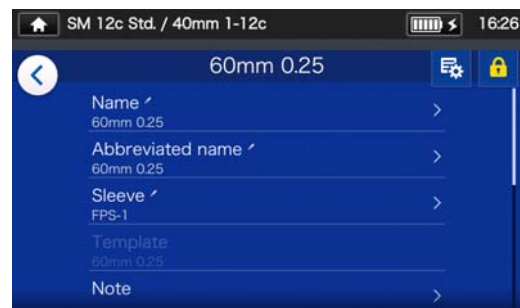 SM 12c Std. / 40mm 1-12c
16:26
60mm 0.25
Name
60mm 0.25
Abbreviated name
60mm 0.25
Sleeve
FPS-1
Template
60mm 0.25
Note